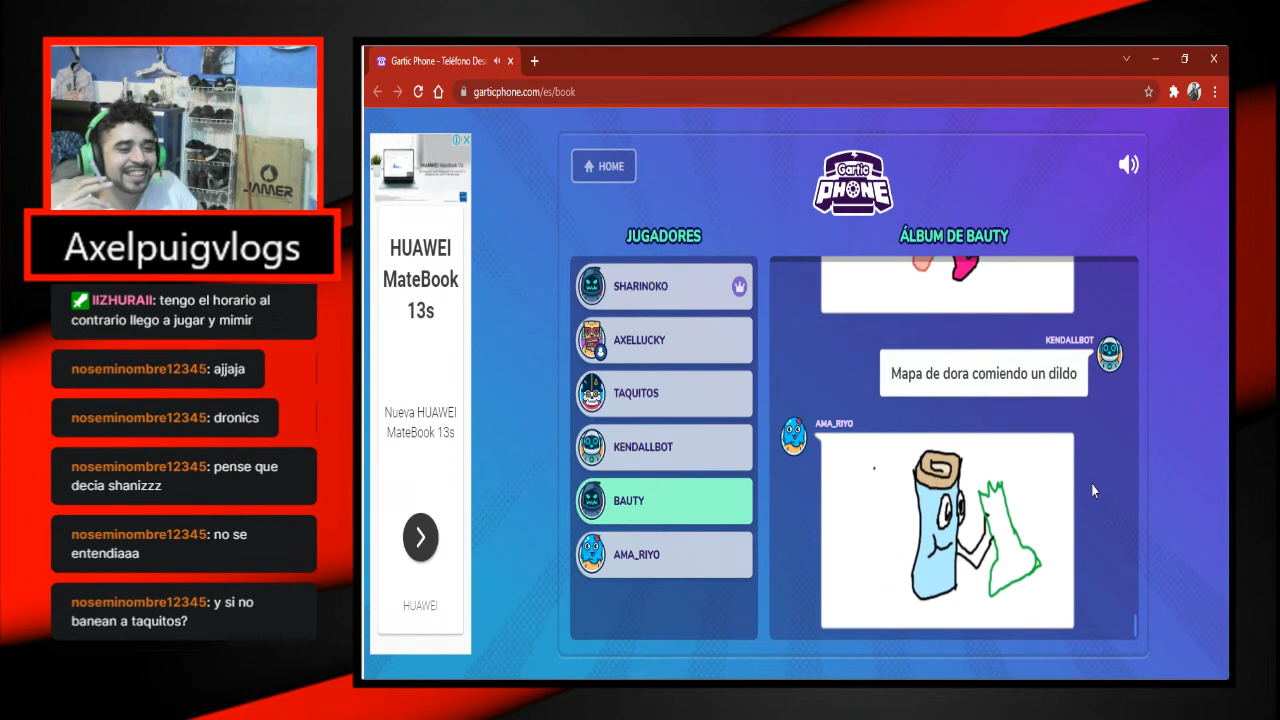 JAMER
Axelpuigvlogs
IIZHURAII: tengo el horario al
contrario llego a jugar y mimir
noseminombre12345: ajjaja
noseminombre12345: dronics
noseminombre12345: pense que
decia shanizzz
noseminombre12345: no se
entendiaaa
noseminombre12345: y si no
banean a taquitos?
Gartic Phone - Teléfono Des
garticphone.com/es/book
HUAWEI
MateBook
13s
Nueva HUAWEI
MateBook 13s
HUAWEI
HOME
Gartic
PHONE
JUGADORES
SHARINOKO
AXELLUCKY
TAQUITOS
KENDALLBOT
BAUTY
AMA_RIYO
ÁLBUM DE BAUTY
KENDALLBOT
Mapa de dora comiendo un dildo
AMA_RIYO